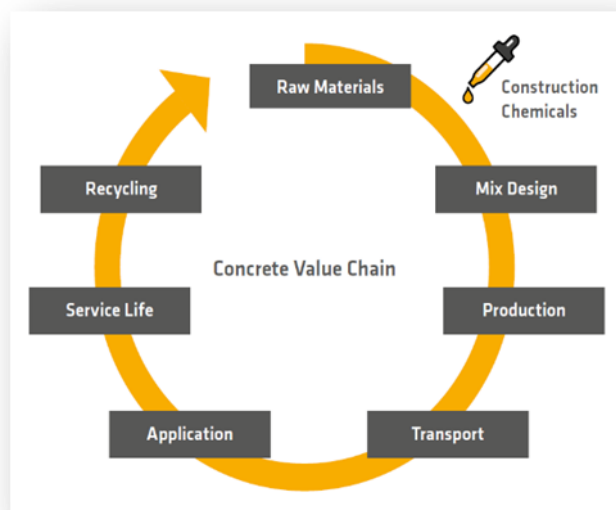 Raw Materials
Construction
Chemicals
Mix Design
Production
Transport
Application
Service Life
Recycling
Concrete Value Chain